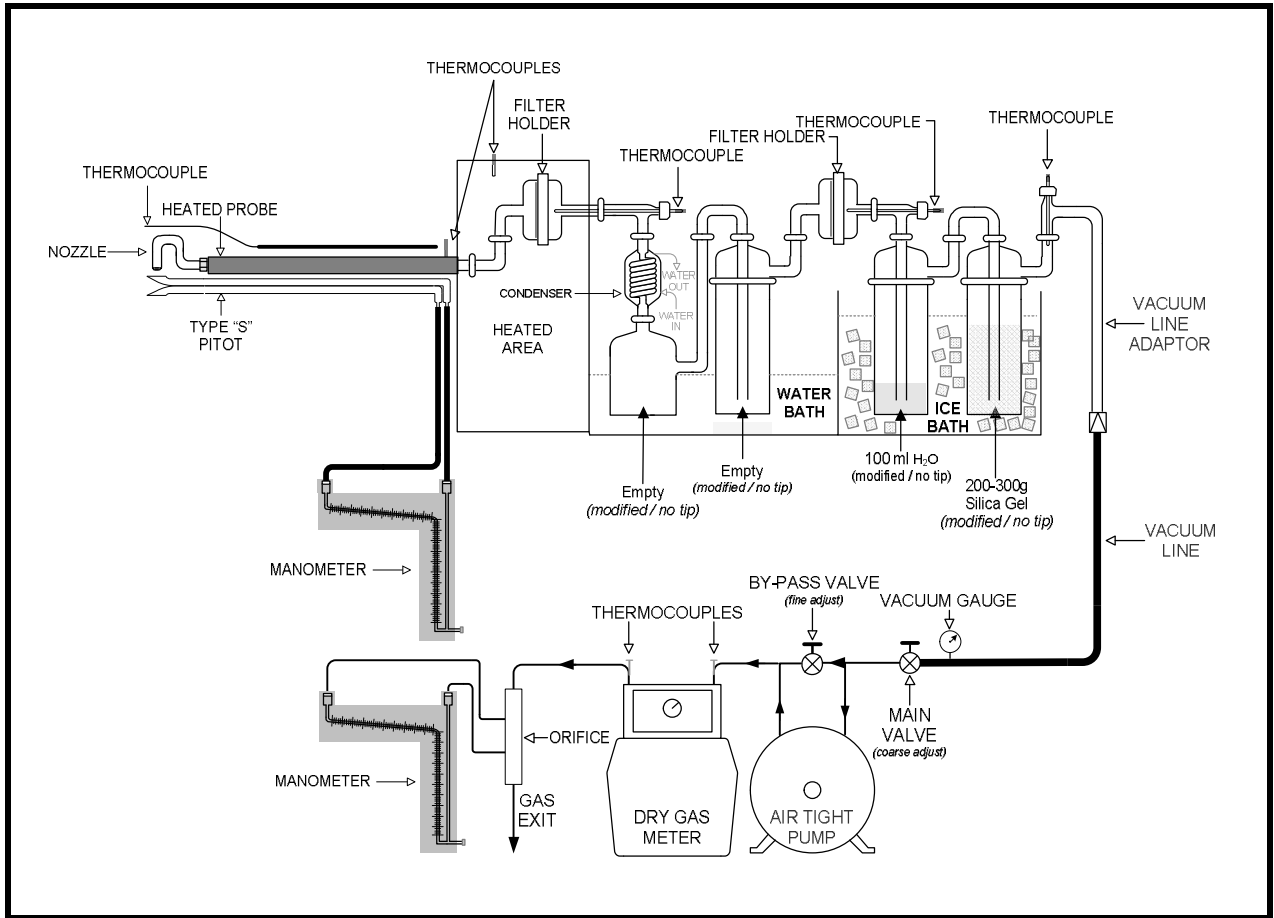 THERMOCOUPLES
FILTER
HOLDER
THERMOCOUPLE
HEATED PROBE
NOZZLE
TYPE “S”
PITOT
HEATED
AREA
THERMOCOUPLE
CONDENSER
WATER
OUT
WATER
IN
FILTER HOLDER
THERMOCOUPLE
THERMOCOUPLE
WATER
BATH
ICE
BATH
Empty
(modified / no tip)
Empty
(modified / no tip)
100 ml H₂O
(modified / no tip)
200-300g
Silica Gel
(modified / no tip)
VACUUM
LINE
ADAPTOR
VACUUM
LINE
MANOMETER
BY-PASS VALVE
(fine adjust)
VACUUM GAUGE
THERMOCOUPLES
MAIN
VALVE
(coarse adjust)
ORIFICE
MANOMETER
GAS
EXIT
DRY GAS
METER
AIR TIGHT
PUMP